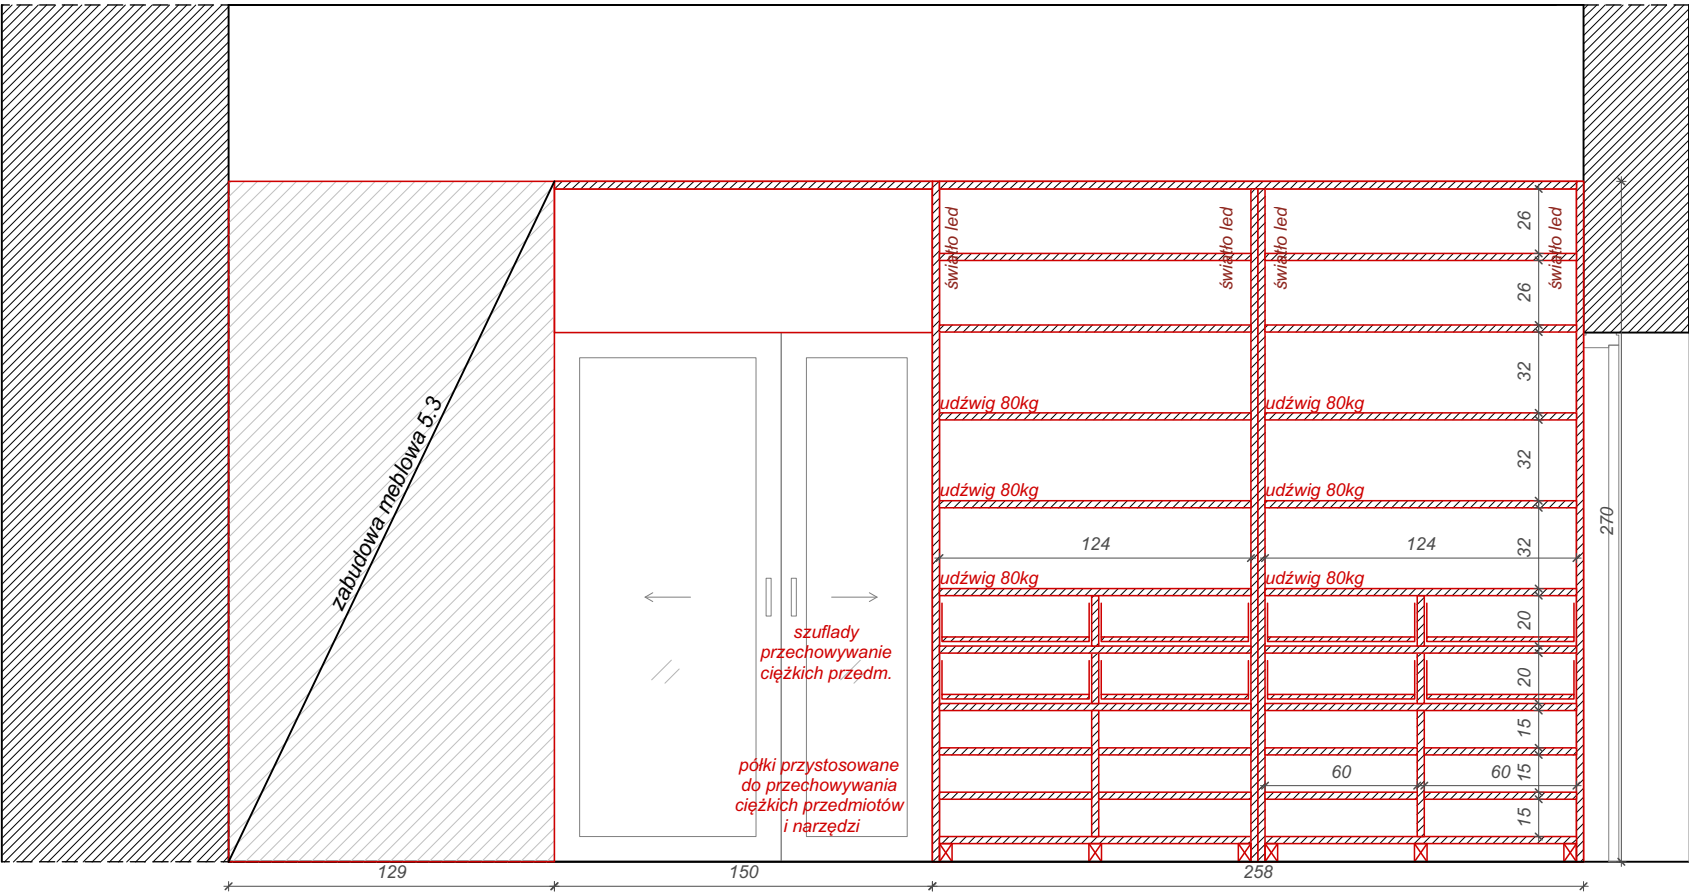 światło led
światło led
światło led
światło led
26
26
32
udźwig 80kg
udźwig 80kg
zabudowa meblowa 5.3
32
udźwig 80kg
udźwig 80kg
270
124
124
32
udźwig 80kg
udźwig 80kg
szuflady
przechowywanie
ciężkich przedm.
20
20
15
półki przystosowane
do przechowywania
ciężkich przedmiotów
i narzędzi
60
60
15
15
129
150
258